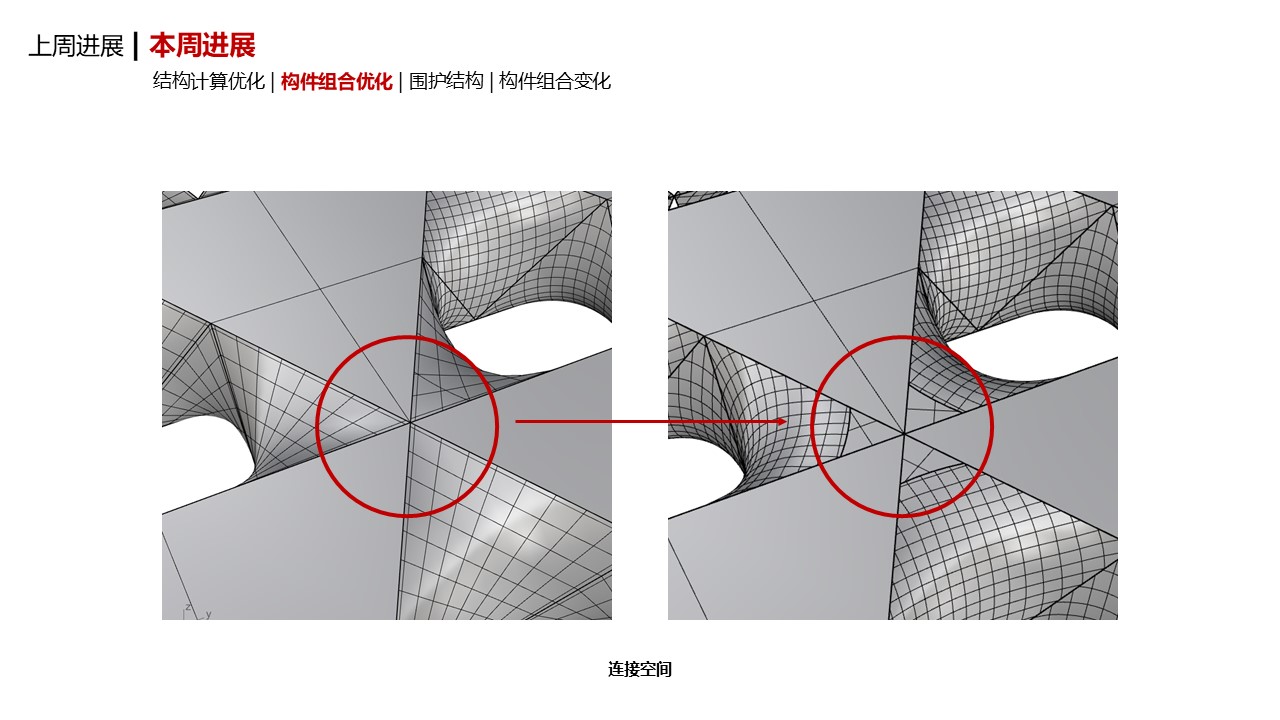 上周进展 | 本周进展
结构计算优化 | 构件组合优化 | 围护结构 | 构件组合变化
z
y
连接空间